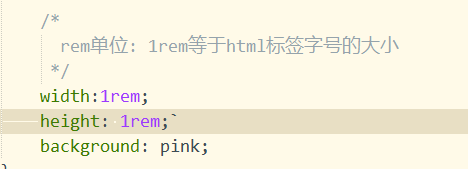 /*
rem单位：1rem等于html标签字号的大小
*/
width:1rem;
height: 1rem;`
background: pink;
}